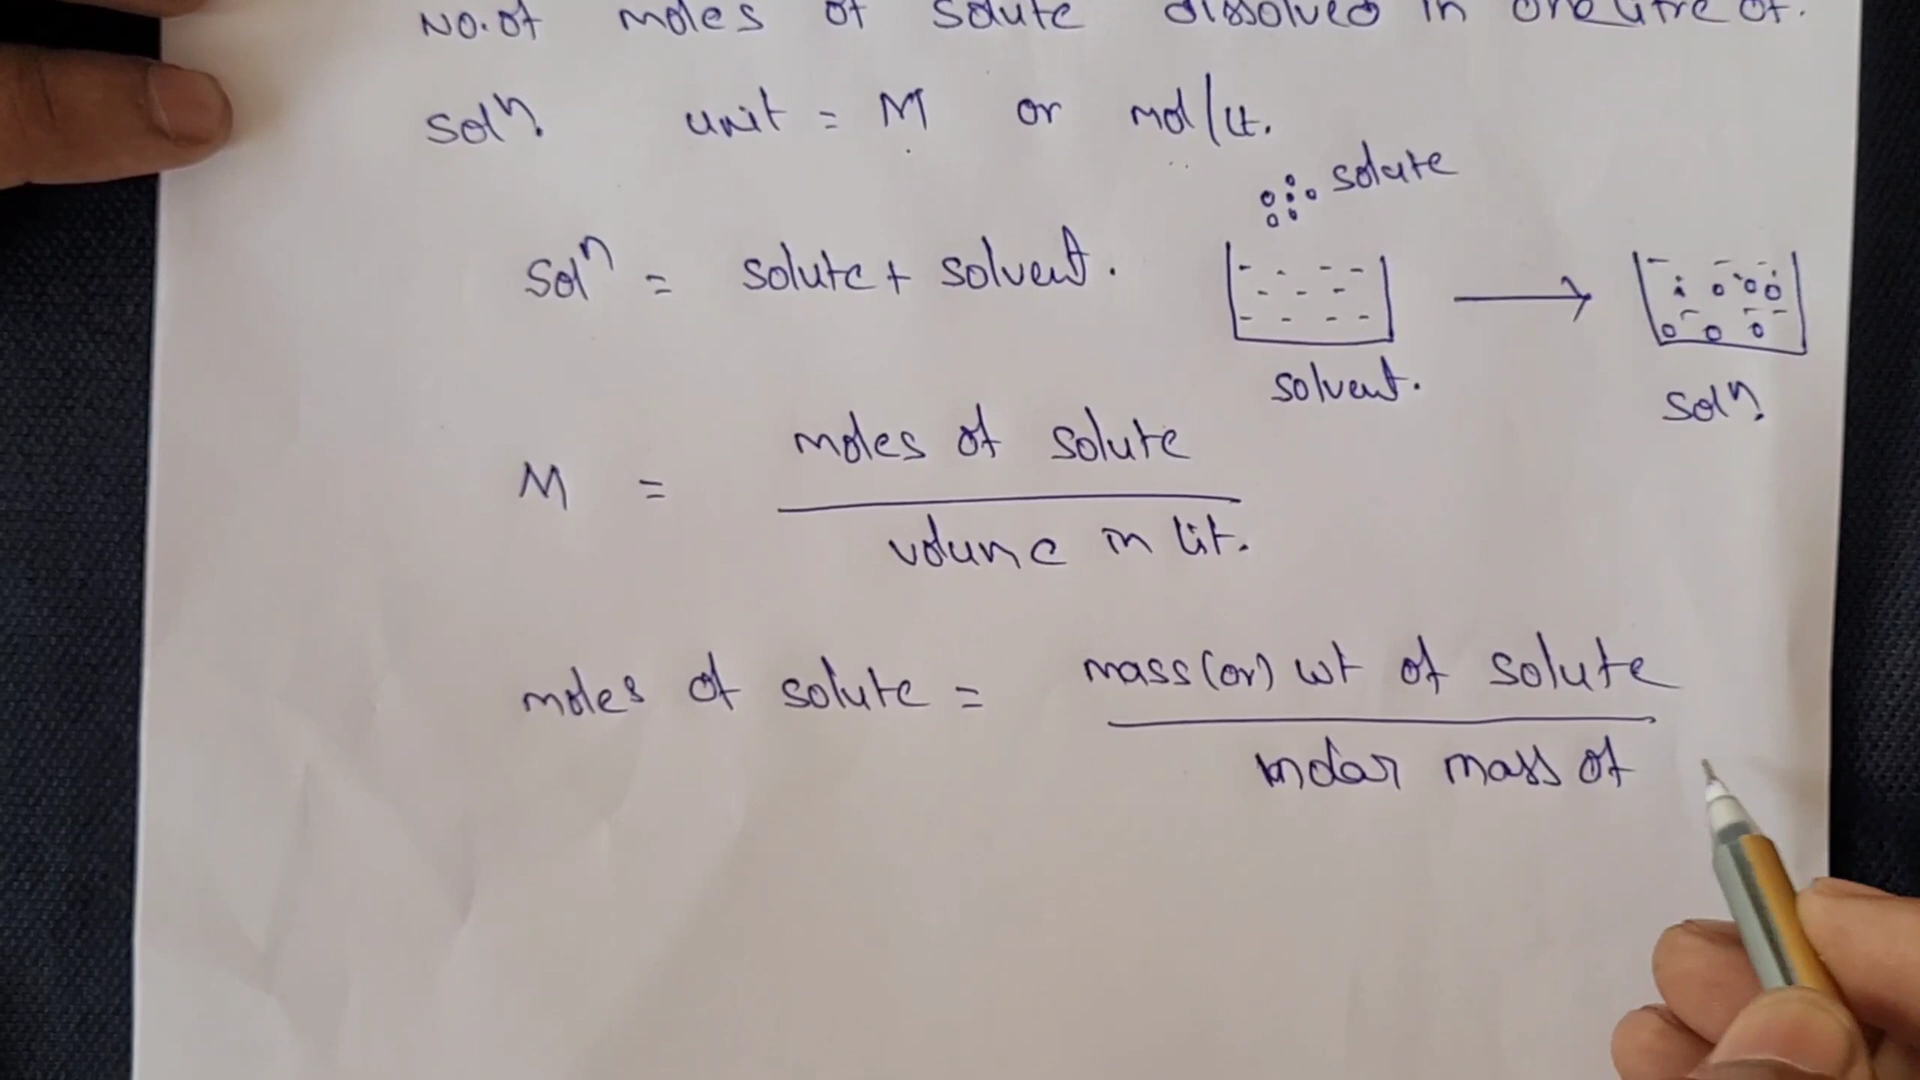 No. of moles of solute dissolved in one litre of.
solⁿ. unit = M or mol/lt.
solute
solⁿ = solute + solvent.
solvent.
solⁿ.
M = moles of solute
volume in lit.
moles of solute = mass (or) wt of solute
molar mass of